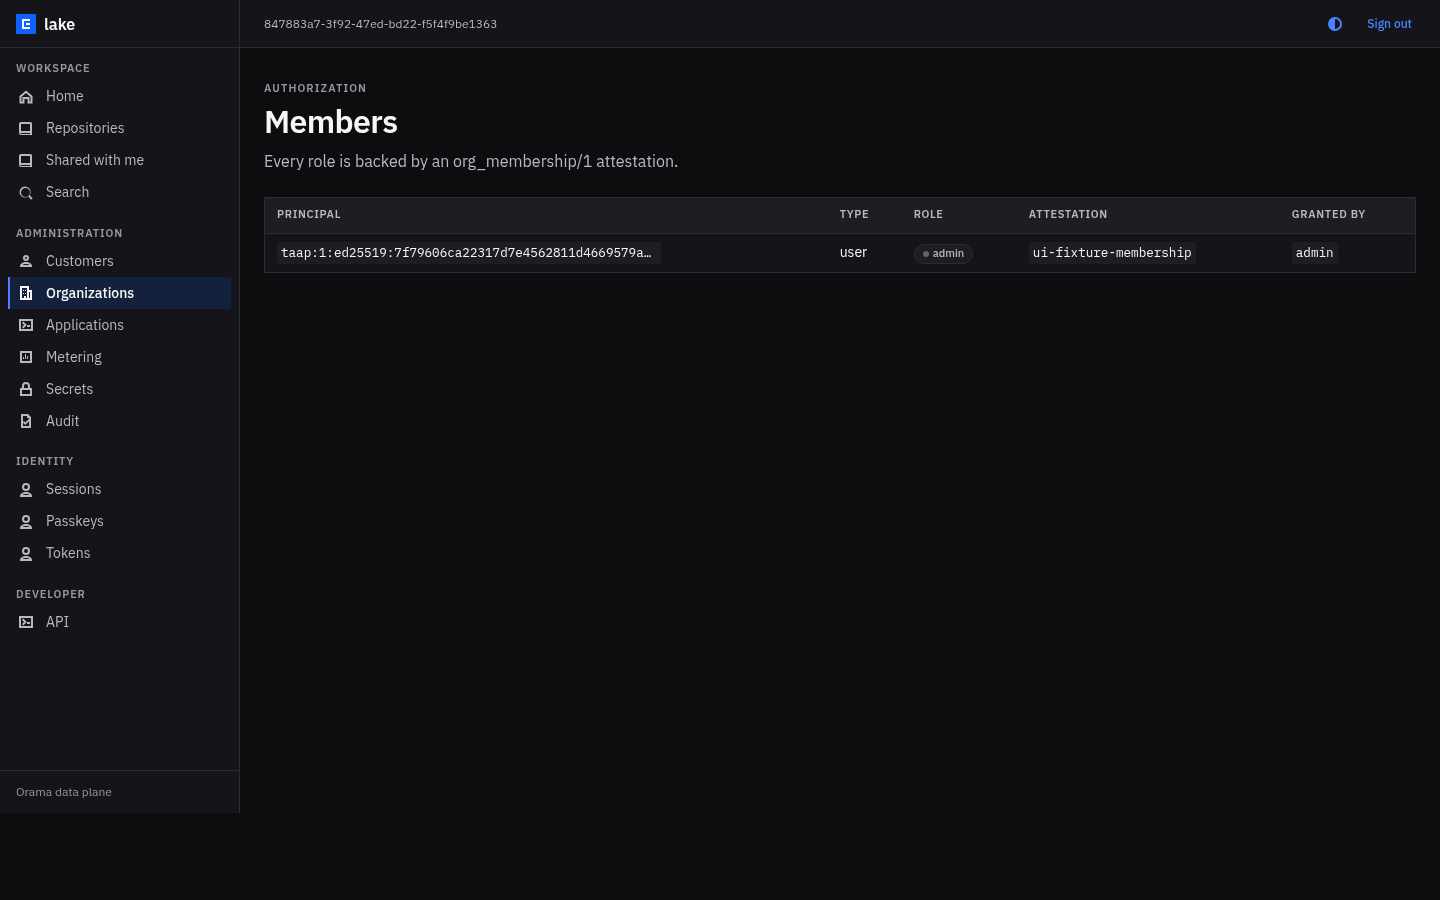 lake
847883a7-3f92-47ed-bd22-f5f4f9be1363
Sign out
WORKSPACE
Home
Repositories
Shared with me
Search
ADMINISTRATION
Customers
Organizations
Applications
Metering
Secrets
Audit
IDENTITY
Sessions
Passkeys
Tokens
DEVELOPER
API
Orama data plane
AUTHORIZATION
Members
Every role is backed by an org_membership/1 attestation.
PRINCIPAL TYPE ROLE ATTESTATION GRANTED BY
taap:1:ed25519:7f79606ca22317d7e4562811d4669579a… user admin ui-fixture-membership admin